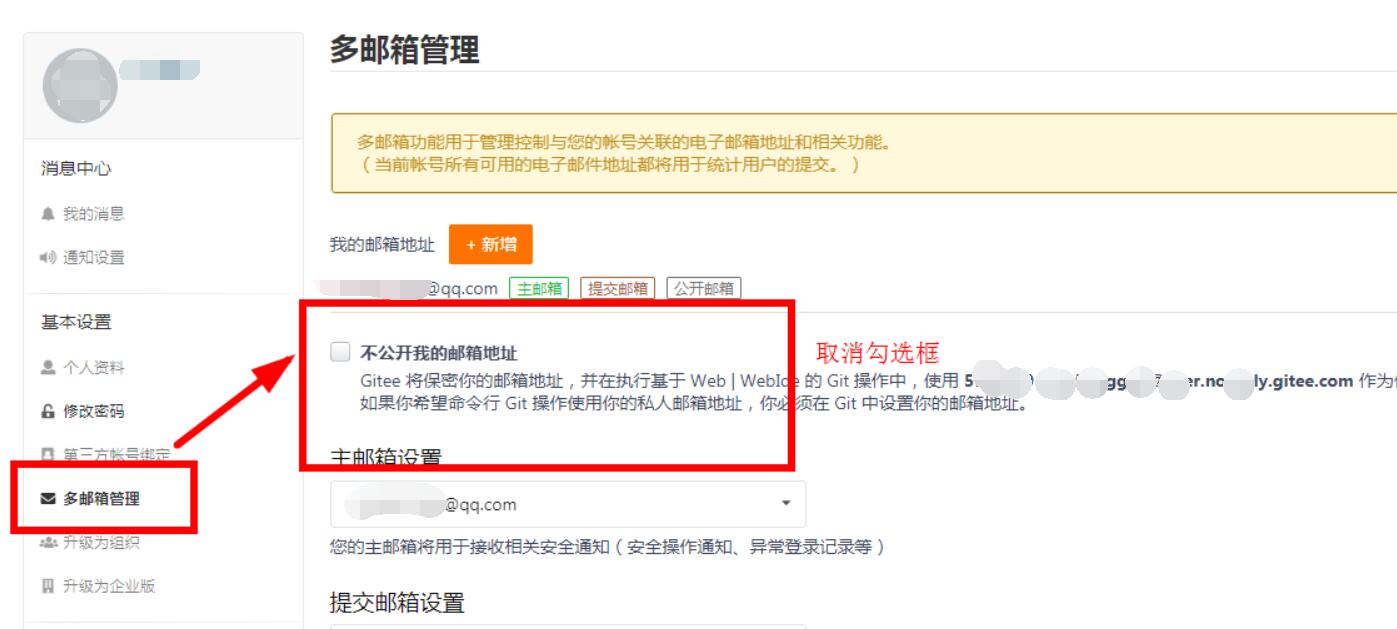 多邮箱管理
多邮箱功能用于管理控制与您的帐号关联的电子邮箱地址和相关功能。
（当前帐号所有可用的电子邮件地址都将用于统计用户的提交。）
消息中心
我的消息
通知设置
我的邮箱地址 + 新增
@qq.com 主邮箱 提交邮箱 公开邮箱
基本设置
个人资料
修改密码
第三方帐号绑定
多邮箱管理
升级为组织
升级为企业版
不公开我的邮箱地址
取消勾选框
Gitee 将保密你的邮箱地址，并在执行基于 Web | WebIde 的 Git 操作中，使用 5 ly.gitee.com 作为
如果你希望命令行 Git 操作使用你的私人邮箱地址，你必须在 Git 中设置你的邮箱地址。
主邮箱设置
@qq.com
您的主邮箱将用于接收相关安全通知（安全操作通知、异常登录记录等）
提交邮箱设置